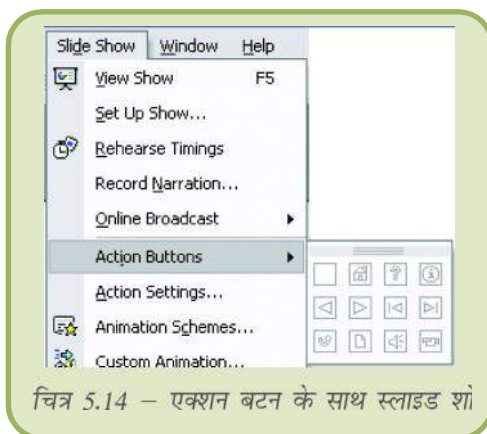 Slide Show Window Help
View Show F5
Set Up Show...
Rehearse Timings
Record Narration...
Online Broadcast
Action Buttons
Action Settings...
Animation Schemes...
Custom Animation...
चित्र 5.14 – एक्शन बटन के साथ स्लाइड शो